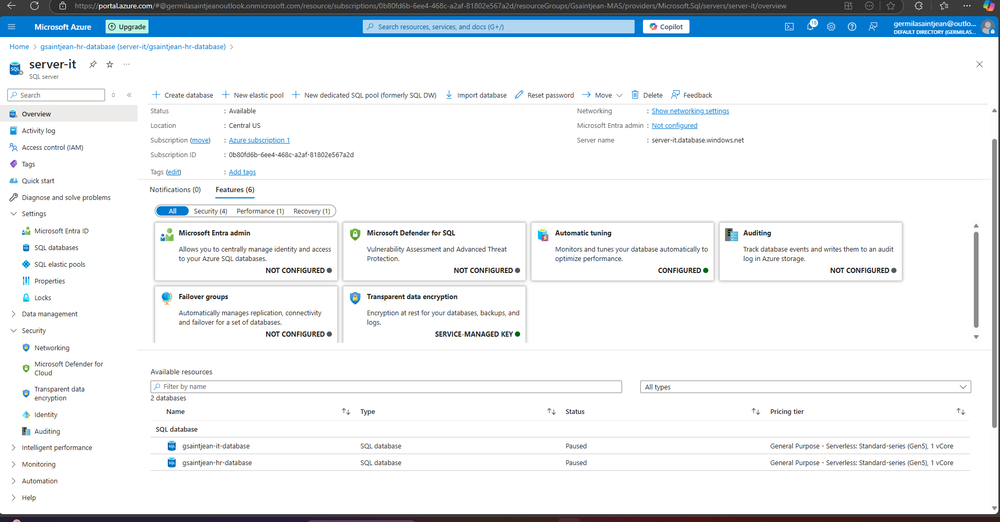 https://portal.azure.com/#@germilasaintjeanoutlook.onmicrosoft.com/resource/subscriptions/0b80fd6b-6ee4-468c-a2af-81802e567a2d/resourceGroups/Gsaintjean-MAS/providers/Microsoft.Sql/servers/server-it/overview
Microsoft Azure
Upgrade
Search resources, services, and docs (G+/)
Copilot
18
germilasaintjean@outlo...
DEFAULT DIRECTORY (GERMILAS...
Home > gsaintjean-hr-database (server-it/gsaintjean-hr-database) >
server-it
SQL server
Search
Create database
New elastic pool
New dedicated SQL pool (formerly SQL DW)
Import database
Reset password
Move
Delete
Feedback
Overview
Activity log
Access control (IAM)
Tags
Quick start
Diagnose and solve problems
Settings
Microsoft Entra ID
SQL databases
SQL elastic pools
Properties
Locks
Data management
Security
Networking
Microsoft Defender for
Cloud
Transparent data
encryption
Identity
Auditing
Intelligent performance
Monitoring
Automation
Help
Status : Available
Location : Central US
Subscription (move) : Azure subscription 1
Subscription ID : 0b80fd6b-6ee4-468c-a2af-81802e567a2d
Tags (edit) : Add tags
Networking : Show networking settings
Microsoft Entra admin : Not configured
Server name : server-it.database.windows.net
Notifications (0)
Features (6)
All
Security (4)
Performance (1)
Recovery (1)
Microsoft Entra admin
Allows you to centrally manage identity and access
to your Azure SQL databases.
NOT CONFIGURED
Microsoft Defender for SQL
Vulnerability Assessment and Advanced Threat
Protection.
NOT CONFIGURED
Automatic tuning
Monitors and tunes your database automatically to
optimize performance.
CONFIGURED
Auditing
Track database events and writes them to an audit
log in Azure storage.
NOT CONFIGURED
Failover groups
Automatically manages replication, connectivity
and failover for a set of databases.
NOT CONFIGURED
Transparent data encryption
Encryption at rest for your databases, backups, and
logs.
SERVICE-MANAGED KEY
Available resources
Filter by name
All types
2 databases
Name Type Status Pricing tier
SQL database
gsaintjean-it-database SQL database Paused General Purpose - Serverless: Standard-series (Gen5), 1 vCore
gsaintjean-hr-database SQL database Paused General Purpose - Serverless: Standard-series (Gen5), 1 vCore